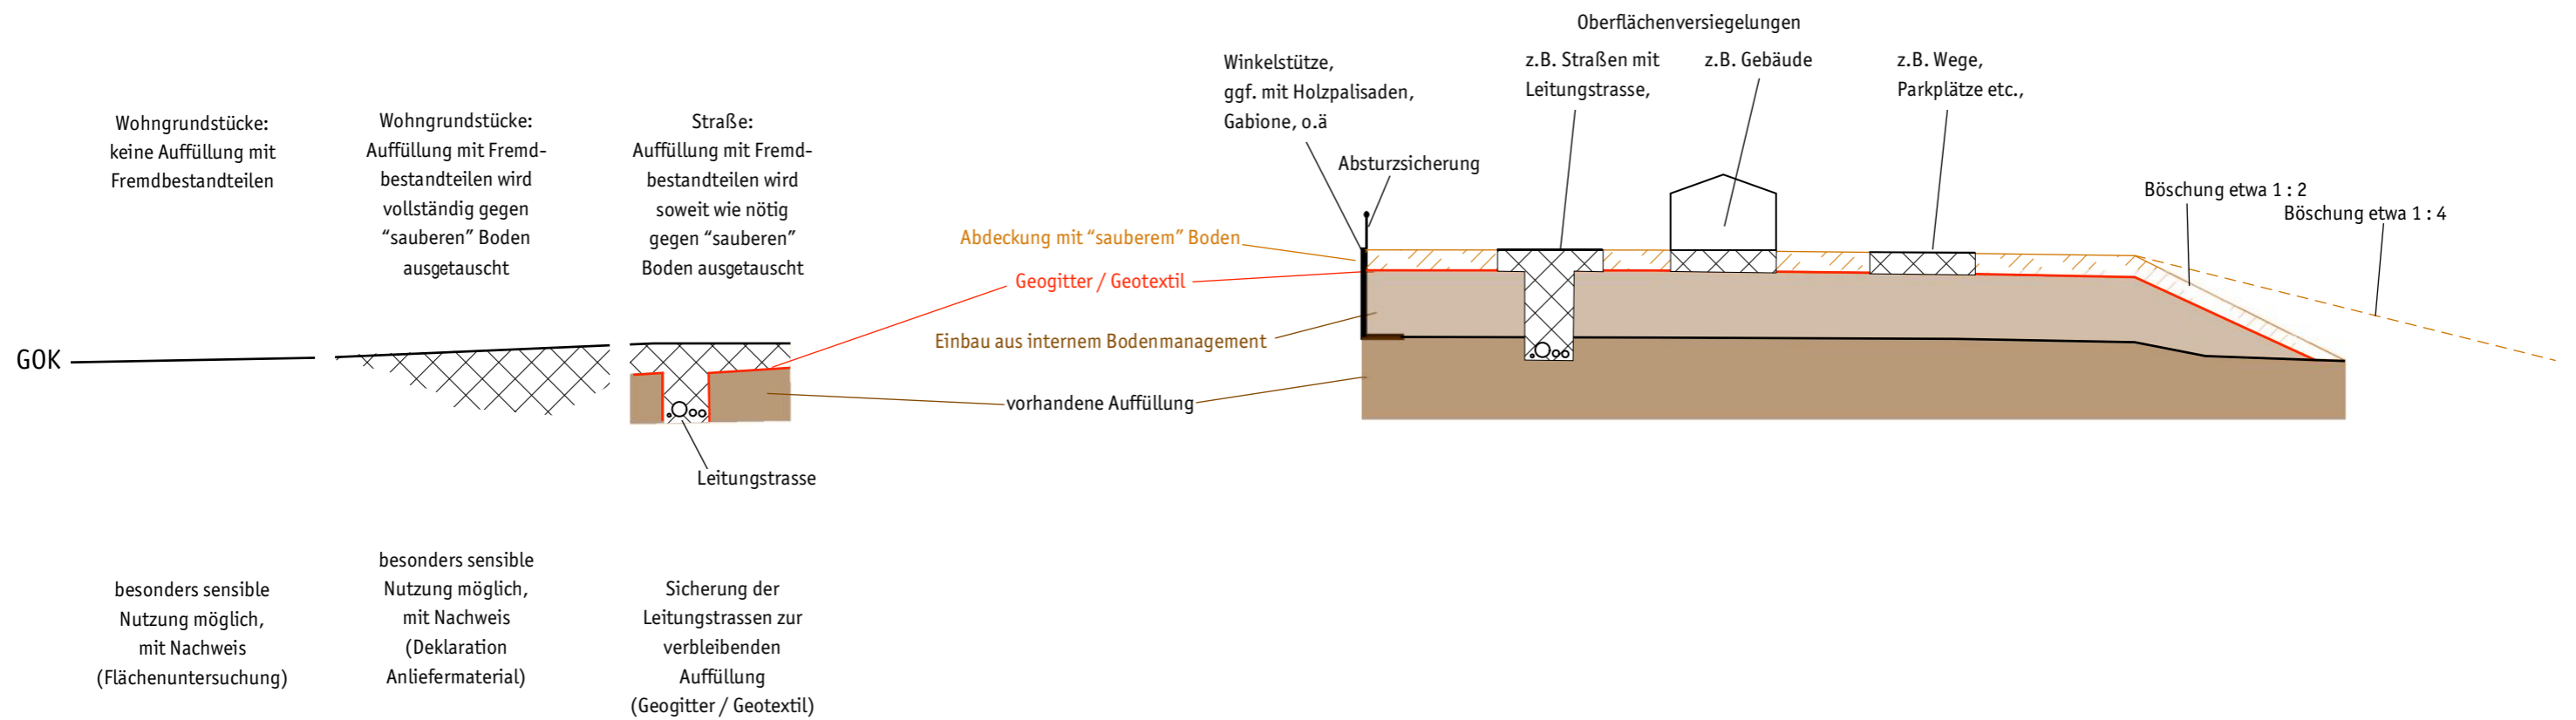 Oberflächenversiegelungen
Winkelstütze,
ggf. mit Holzpalisaden,
Gabione, o.ä
z.B. Straßen mit
Leitungstrasse,
z.B. Gebäude
z.B. Wege,
Parkplätze etc.,
Wohngrundstücke:
keine Auffüllung mit
Fremdbestandteilen
Wohngrundstücke:
Auffüllung mit Fremd-
bestandteilen wird
vollständig gegen
“sauberen” Boden
ausgetauscht
Straße:
Auffüllung mit Fremd-
bestandteilen wird
soweit wie nötig
gegen “sauberen”
Boden ausgetauscht
Absturzsicherung
Böschung etwa 1 : 2
Böschung etwa 1 : 4
Abdeckung mit “sauberem” Boden
Geogitter / Geotextil
Einbau aus internem Bodenmanagement
GOK
vorhandene Auffüllung
Leitungstrasse
besonders sensible
Nutzung möglich,
mit Nachweis
(Flächenuntersuchung)
besonders sensible
Nutzung möglich,
mit Nachweis
(Deklaration
Anliefermaterial)
Sicherung der
Leitungstrassen zur
verbleibenden
Auffüllung
(Geogitter / Geotextil)